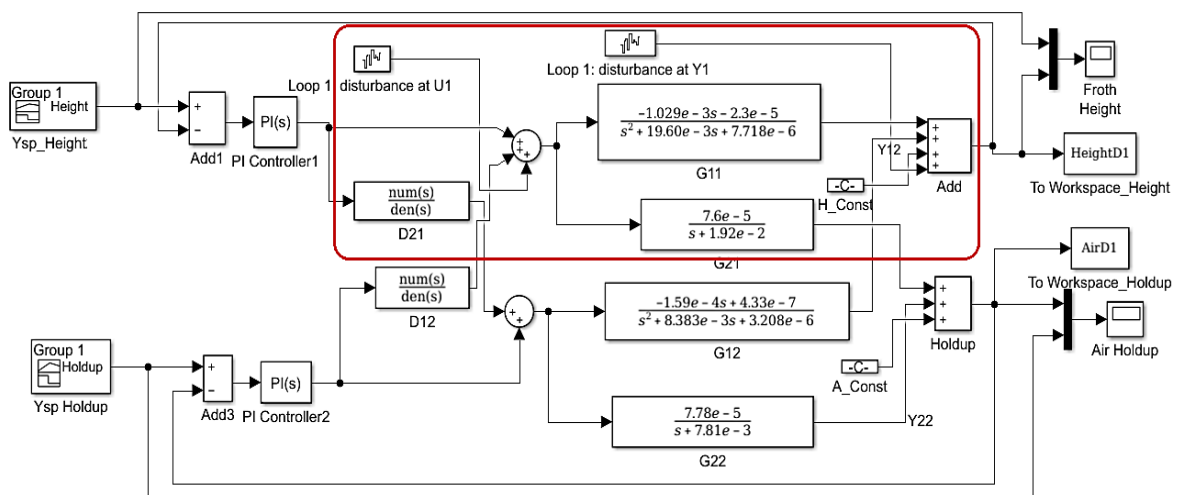 Group 1
Height
Ysp_Height
+
−
Add1
PI(s)
PI Controller1
Loop 1: disturbance at U1
Loop 1: disturbance at Y1
num(s)
den(s)
D21
+
+
+
-1.029e − 3s − 2.3e − 5
s² + 19.60e − 3s + 7.718e − 6
G11
Y12
-C-
H_Const
+
+
+
+
Add
Froth
Height
HeightD1
To Workspace_Height
7.6e − 5
s + 1.92e − 2
G21
num(s)
den(s)
D12
+
+
-1.59e − 4s + 4.33e − 7
s² + 8.383e − 3s + 3.208e − 6
G12
-C-
A_Const
+
+
+
Holdup
AirD1
To Workspace_Holdup
Air Holdup
Group 1
Holdup
Ysp Holdup
+
−
Add3
PI(s)
PI Controller2
7.78e − 5
s + 7.81e − 3
G22
Y22